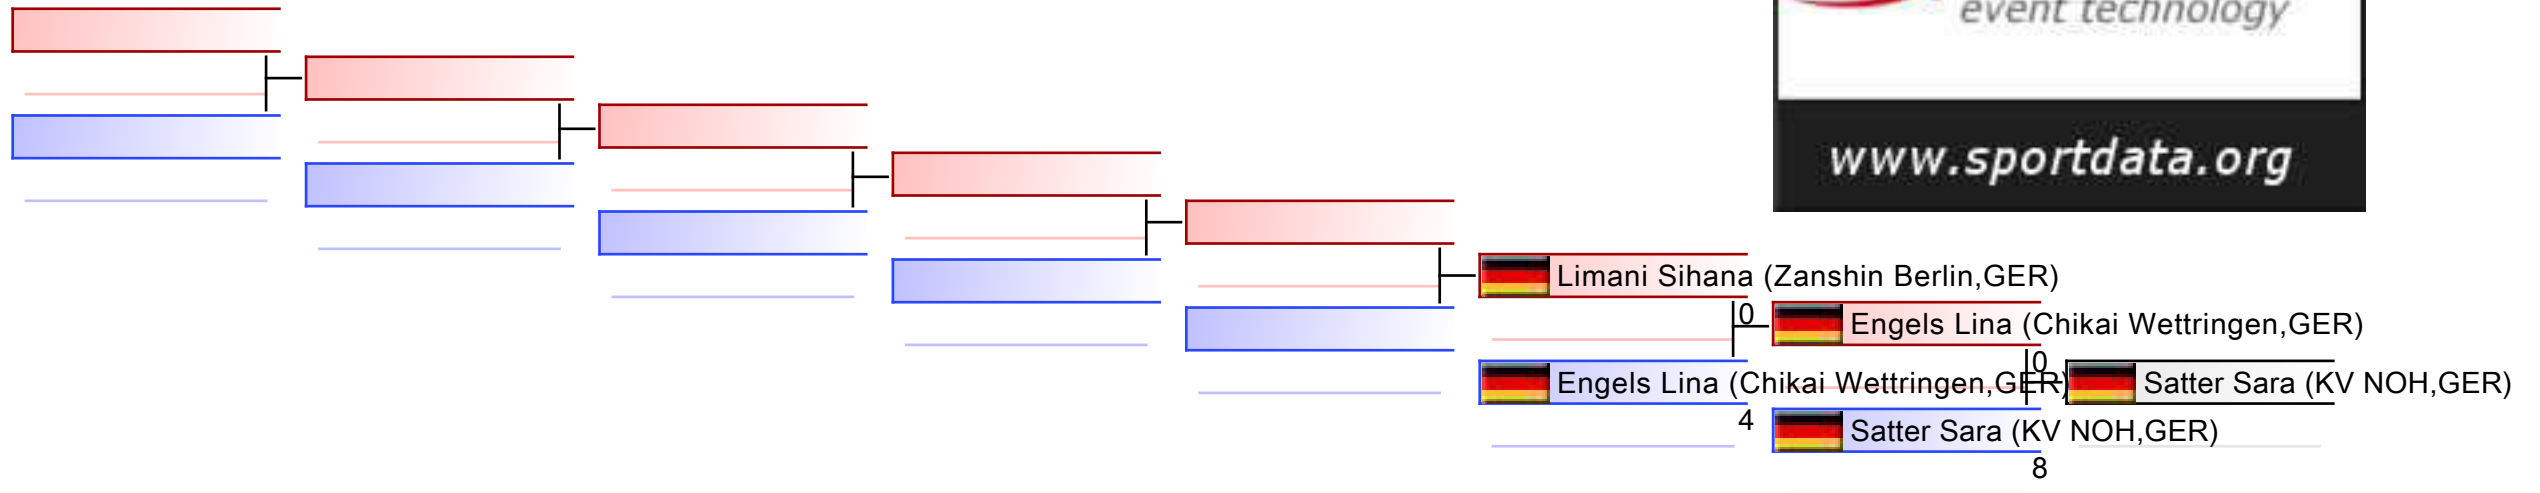 event technology
www.sportdata.org
Limani Sihana (Zanshin Berlin,GER)
0
Engels Lina (Chikai Wettringen,GER)
0
Engels Lina (Chikai Wettringen,GER)
Satter Sara (KV NOH,GER)
4
Satter Sara (KV NOH,GER)
8